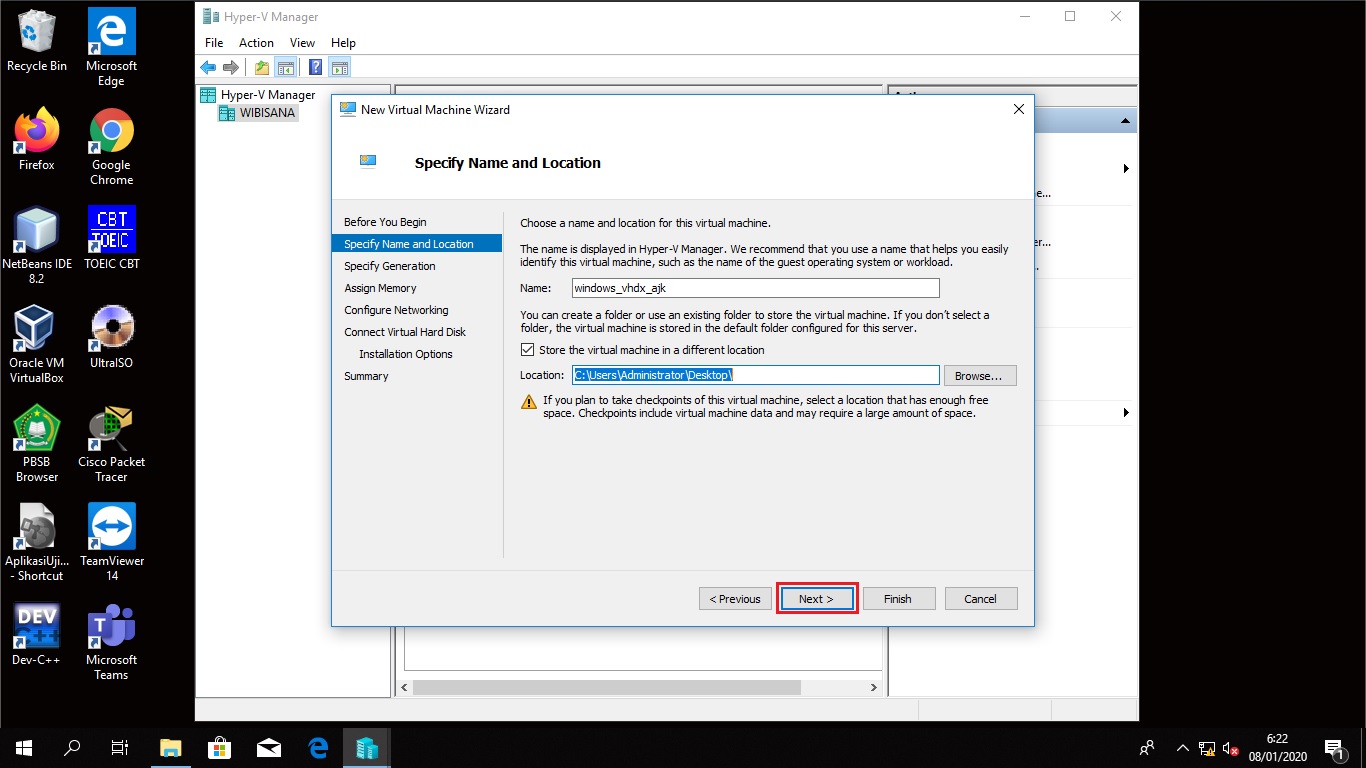 Recycle Bin
Microsoft
Edge
Firefox
Google
Chrome
CBT
TOEIC
NetBeans IDE
8.2
TOEIC CBT
Oracle VM
VirtualBox
UltraISO
PBSB
Browser
Cisco Packet
Tracer
AplikasiUji...
- Shortcut
TeamViewer
14
DEV
C++
Dev-C++
Microsoft
Teams
Hyper-V Manager
File Action View Help
Hyper-V Manager
WIBISANA
New Virtual Machine Wizard
Specify Name and Location
Before You Begin
Specify Name and Location
Specify Generation
Assign Memory
Configure Networking
Connect Virtual Hard Disk
Installation Options
Summary
Choose a name and location for this virtual machine.
The name is displayed in Hyper-V Manager. We recommend that you use a name that helps you easily
identify this virtual machine, such as the name of the guest operating system or workload.
Name: windows_vhdx_ajk
You can create a folder or use an existing folder to store the virtual machine. If you don't select a
folder, the virtual machine is stored in the default folder configured for this server.
Store the virtual machine in a different location
Location: C:\Users\Administrator\Desktop\ Browse...
If you plan to take checkpoints of this virtual machine, select a location that has enough free
space. Checkpoints include virtual machine data and may require a large amount of space.
< Previous Next > Finish Cancel
e...
er...
6:22
08/01/2020
1